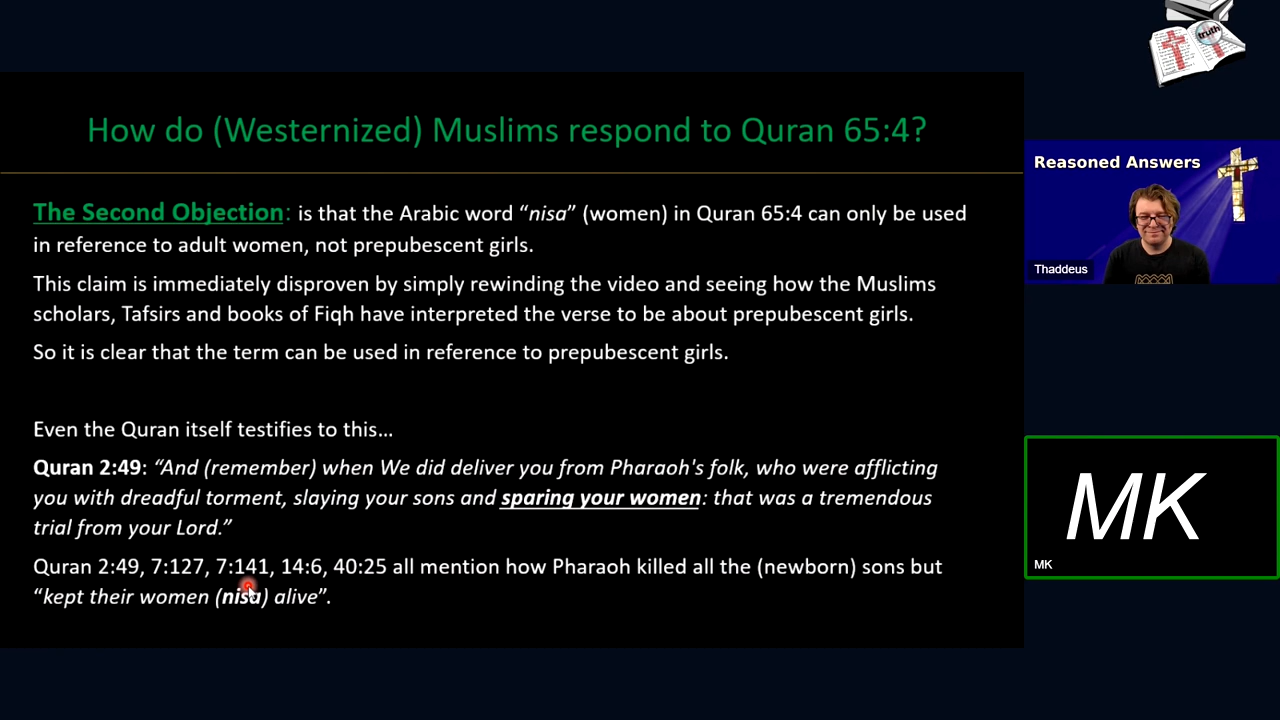 truth
How do (Westernized) Muslims respond to Quran 65:4?
Reasoned Answers
The Second Objection: is that the Arabic word “nisa” (women) in Quran 65:4 can only be used
in reference to adult women, not prepubescent girls.
Thaddeus
This claim is immediately disproven by simply rewinding the video and seeing how the Muslims
scholars, Tafsirs and books of Fiqh have interpreted the verse to be about prepubescent girls.
So it is clear that the term can be used in reference to prepubescent girls.
Even the Quran itself testifies to this…
Quran 2:49: “And (remember) when We did deliver you from Pharaoh's folk, who were afflicting
you with dreadful torment, slaying your sons and sparing your women: that was a tremendous
trial from your Lord.”
Quran 2:49, 7:127, 7:141, 14:6, 40:25 all mention how Pharaoh killed all the (newborn) sons but
“kept their women (nisa) alive”.
MK
MK